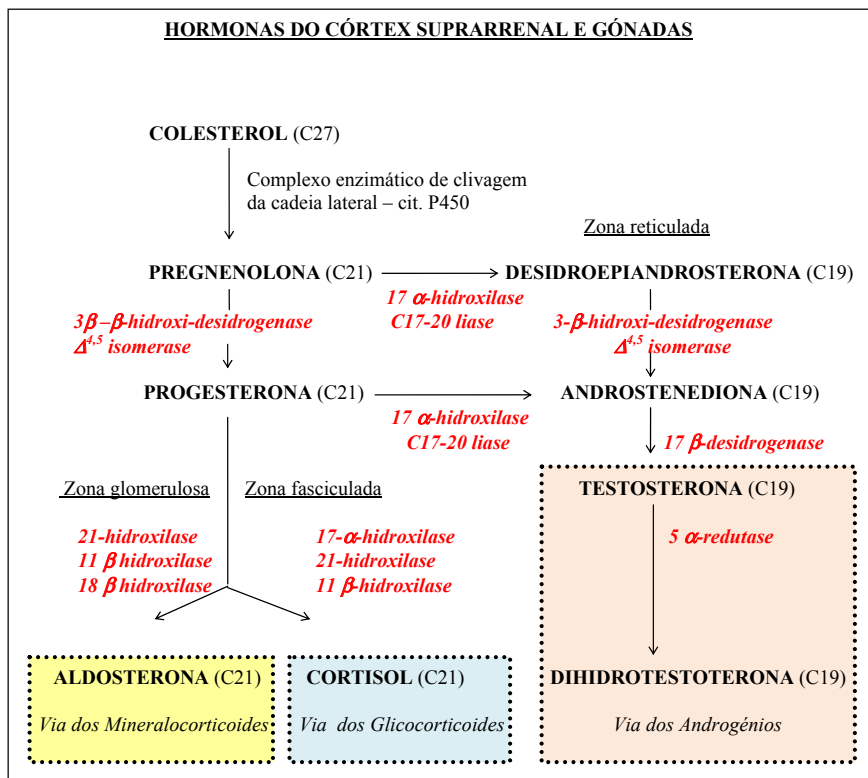 HORMONAS DO CÓRTEX SUPRARRENAL E GÓNADAS
COLESTEROL (C27)
Complexo enzimático de clivagem
da cadeia lateral – cit. P450
Zona reticulada
PREGNENOLONA (C21)
DESIDROEPIANDROSTERONA (C19)
17 α-hidroxilase
C17-20 liase
3β –β-hidroxi-desidrogenase
Δ4,5 isomerase
3-β-hidroxi-desidrogenase
Δ4,5 isomerase
PROGESTERONA (C21)
ANDROSTENEDIONA (C19)
17 α-hidroxilase
C17-20 liase
17 β-desidrogenase
Zona glomerulosa
Zona fasciculada
TESTOSTERONA (C19)
21-hidroxilase
11 β hidroxilase
18 β hidroxilase
17-α-hidroxilase
21-hidroxilase
11 β-hidroxilase
5 α-redutase
ALDOSTERONA (C21)
Via dos Mineralocorticoides
CORTISOL (C21)
Via dos Glicocorticoides
DIHIDROTESTOTERONA (C19)
Via dos Androgénios